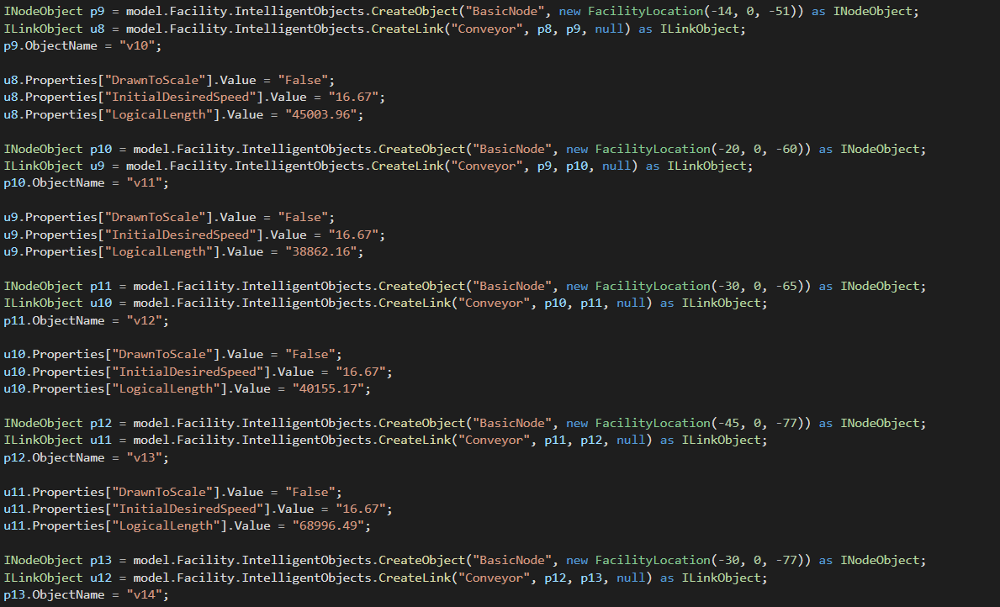 INodeObject p9 = model.Facility.IntelligentObjects.CreateObject("BasicNode", new FacilityLocation(-14, 0, -51)) as INodeObject;
ILinkObject u8 = model.Facility.IntelligentObjects.CreateLink("Conveyor", p8, p9, null) as ILinkObject;
p9.ObjectName = "v10";

u8.Properties["DrawnToScale"].Value = "False";
u8.Properties["InitialDesiredSpeed"].Value = "16.67";
u8.Properties["LogicalLength"].Value = "45003.96";

INodeObject p10 = model.Facility.IntelligentObjects.CreateObject("BasicNode", new FacilityLocation(-20, 0, -60)) as INodeObject;
ILinkObject u9 = model.Facility.IntelligentObjects.CreateLink("Conveyor", p9, p10, null) as ILinkObject;
p10.ObjectName = "v11";

u9.Properties["DrawnToScale"].Value = "False";
u9.Properties["InitialDesiredSpeed"].Value = "16.67";
u9.Properties["LogicalLength"].Value = "38862.16";

INodeObject p11 = model.Facility.IntelligentObjects.CreateObject("BasicNode", new FacilityLocation(-30, 0, -65)) as INodeObject;
ILinkObject u10 = model.Facility.IntelligentObjects.CreateLink("Conveyor", p10, p11, null) as ILinkObject;
p11.ObjectName = "v12";

u10.Properties["DrawnToScale"].Value = "False";
u10.Properties["InitialDesiredSpeed"].Value = "16.67";
u10.Properties["LogicalLength"].Value = "40155.17";

INodeObject p12 = model.Facility.IntelligentObjects.CreateObject("BasicNode", new FacilityLocation(-45, 0, -77)) as INodeObject;
ILinkObject u11 = model.Facility.IntelligentObjects.CreateLink("Conveyor", p11, p12, null) as ILinkObject;
p12.ObjectName = "v13";

u11.Properties["DrawnToScale"].Value = "False";
u11.Properties["InitialDesiredSpeed"].Value = "16.67";
u11.Properties["LogicalLength"].Value = "68996.49";

INodeObject p13 = model.Facility.IntelligentObjects.CreateObject("BasicNode", new FacilityLocation(-30, 0, -77)) as INodeObject;
ILinkObject u12 = model.Facility.IntelligentObjects.CreateLink("Conveyor", p12, p13, null) as ILinkObject;
p13.ObjectName = "v14";